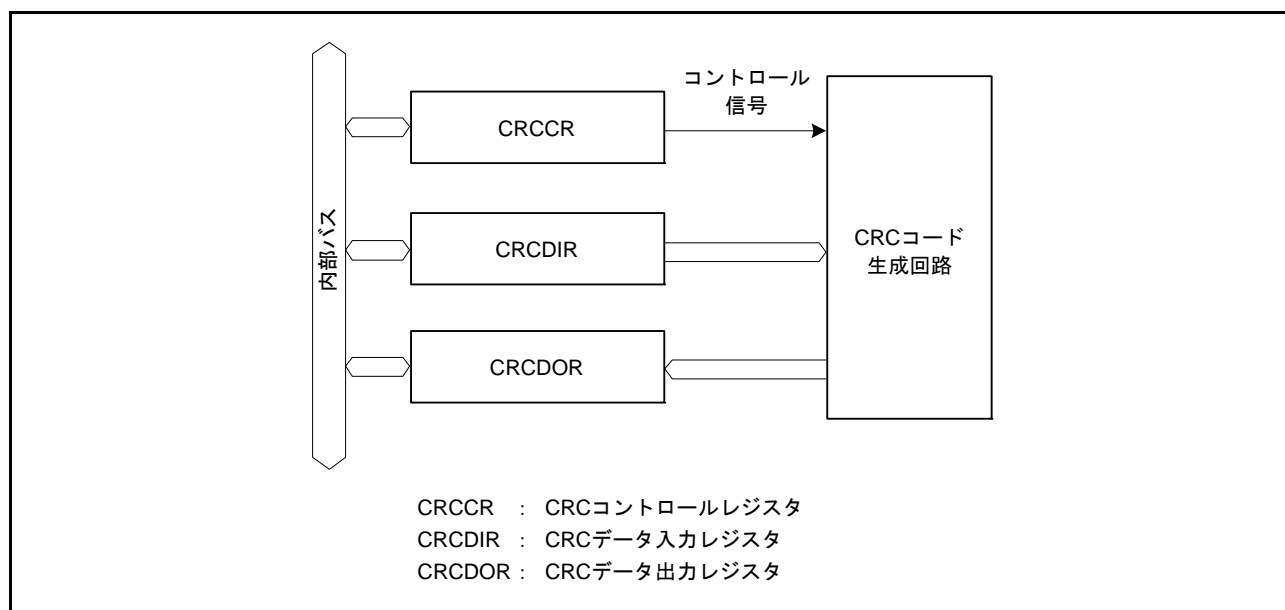 コントロール
信号
CRCCR
内部バス
CRCDIR
CRCコード
生成回路
CRCDOR
CRCCR : CRCコントロールレジスタ
CRCDIR : CRCデータ入力レジスタ
CRCDOR : CRCデータ出力レジスタ